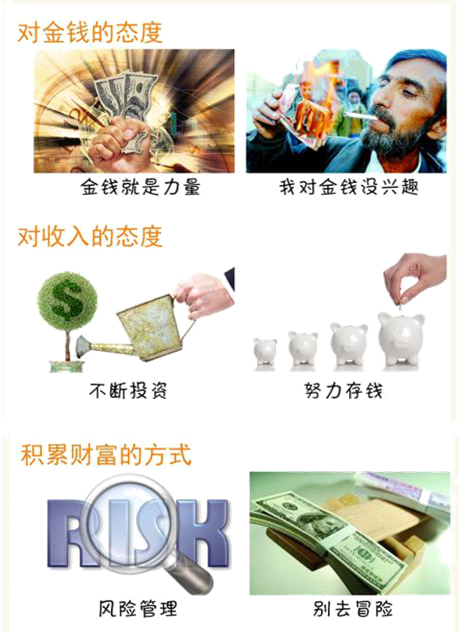 对金钱的态度
金钱就是力量
我对金钱没兴趣
对收入的态度
$
不断投资
努力存钱
积累财富的方式
RISK
风险管理
别去冒险